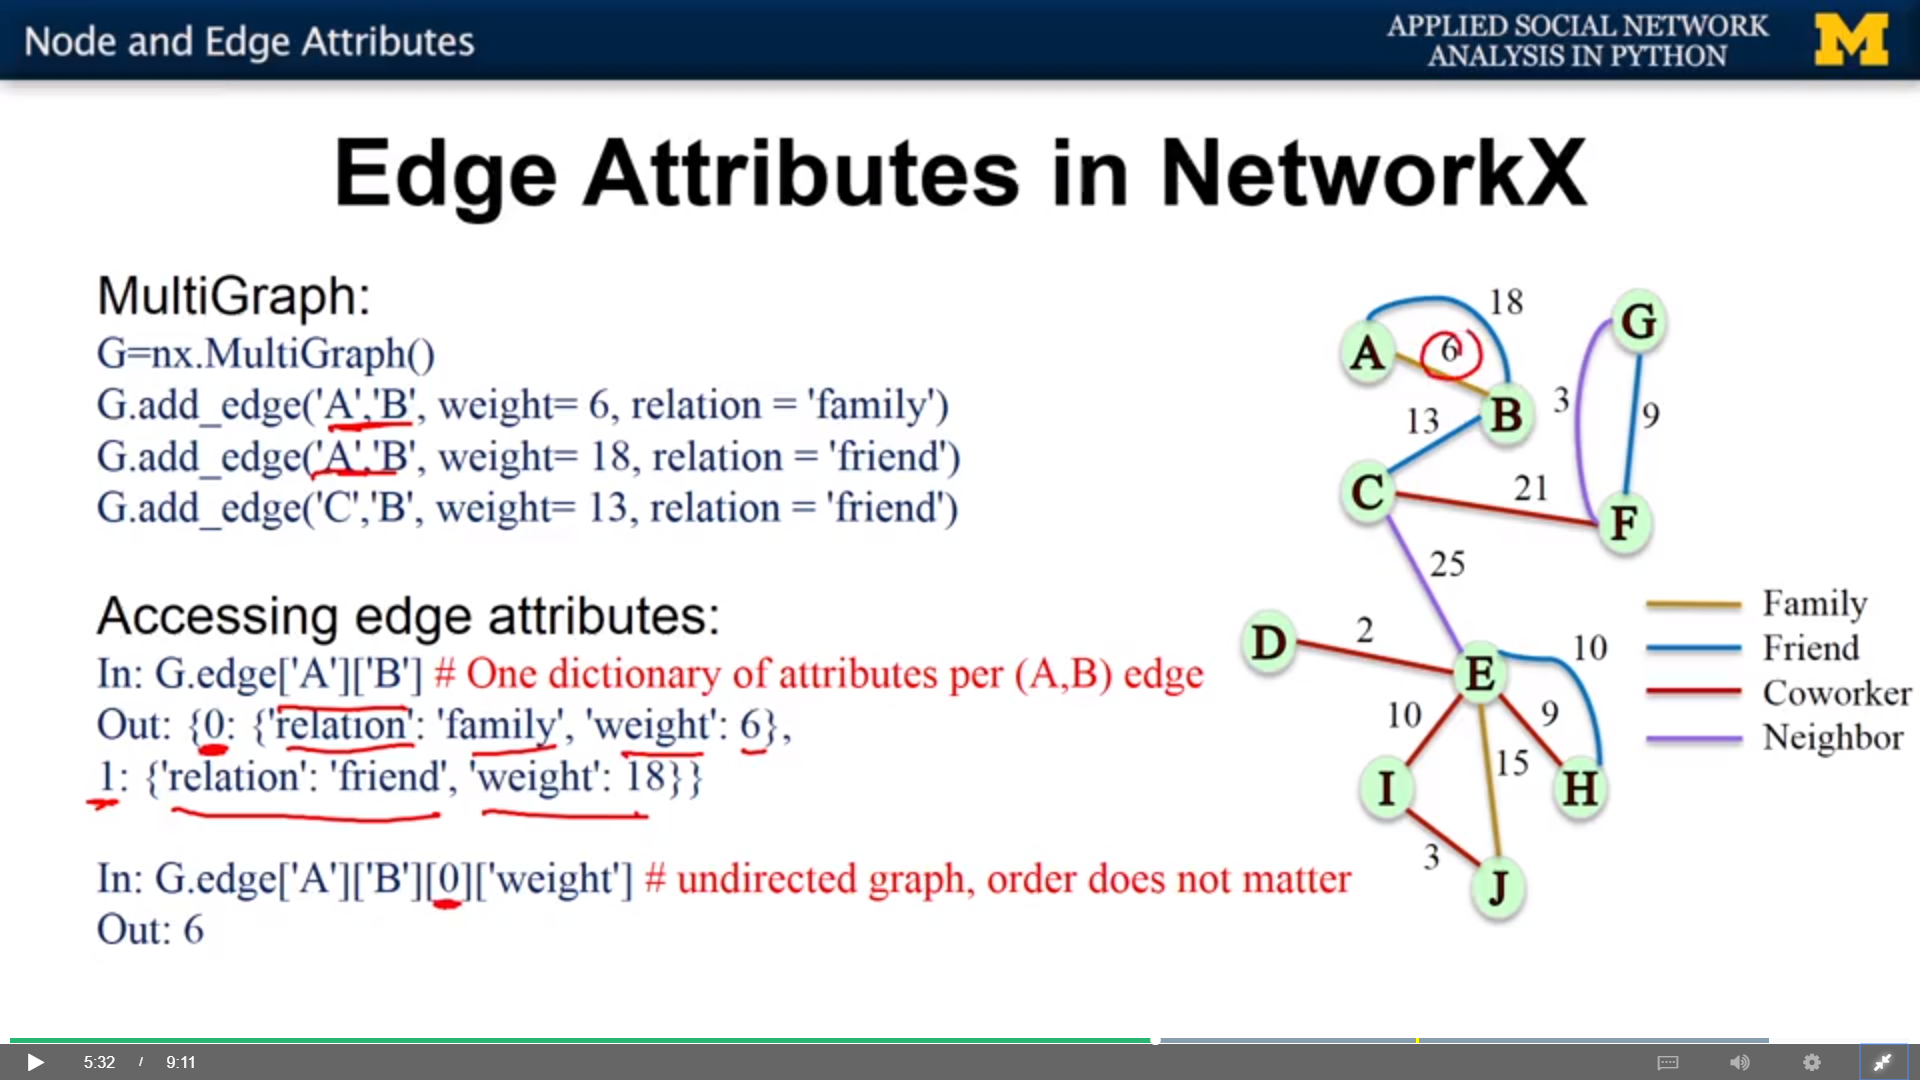 Node and Edge Attributes
APPLIED SOCIAL NETWORK
ANALYSIS IN PYTHON
M
Edge Attributes in NetworkX
MultiGraph:
G=nx.MultiGraph()
G.add_edge('A','B', weight= 6, relation = 'family')
G.add_edge('A','B', weight= 18, relation = 'friend')
G.add_edge('C','B', weight= 13, relation = 'friend')
Accessing edge attributes:
In: G.edge['A']['B'] # One dictionary of attributes per (A,B) edge
Out: {0: {'relation': 'family', 'weight': 6},
1: {'relation': 'friend', 'weight': 18}}
In: G.edge['A']['B'][0]['weight'] # undirected graph, order does not matter
Out: 6
18
G
A
6
3
B
9
13
C
21
F
25
D
2
E
10
10
9
15
I
H
3
J
Family
Friend
Coworker
Neighbor
5:32 / 9:11